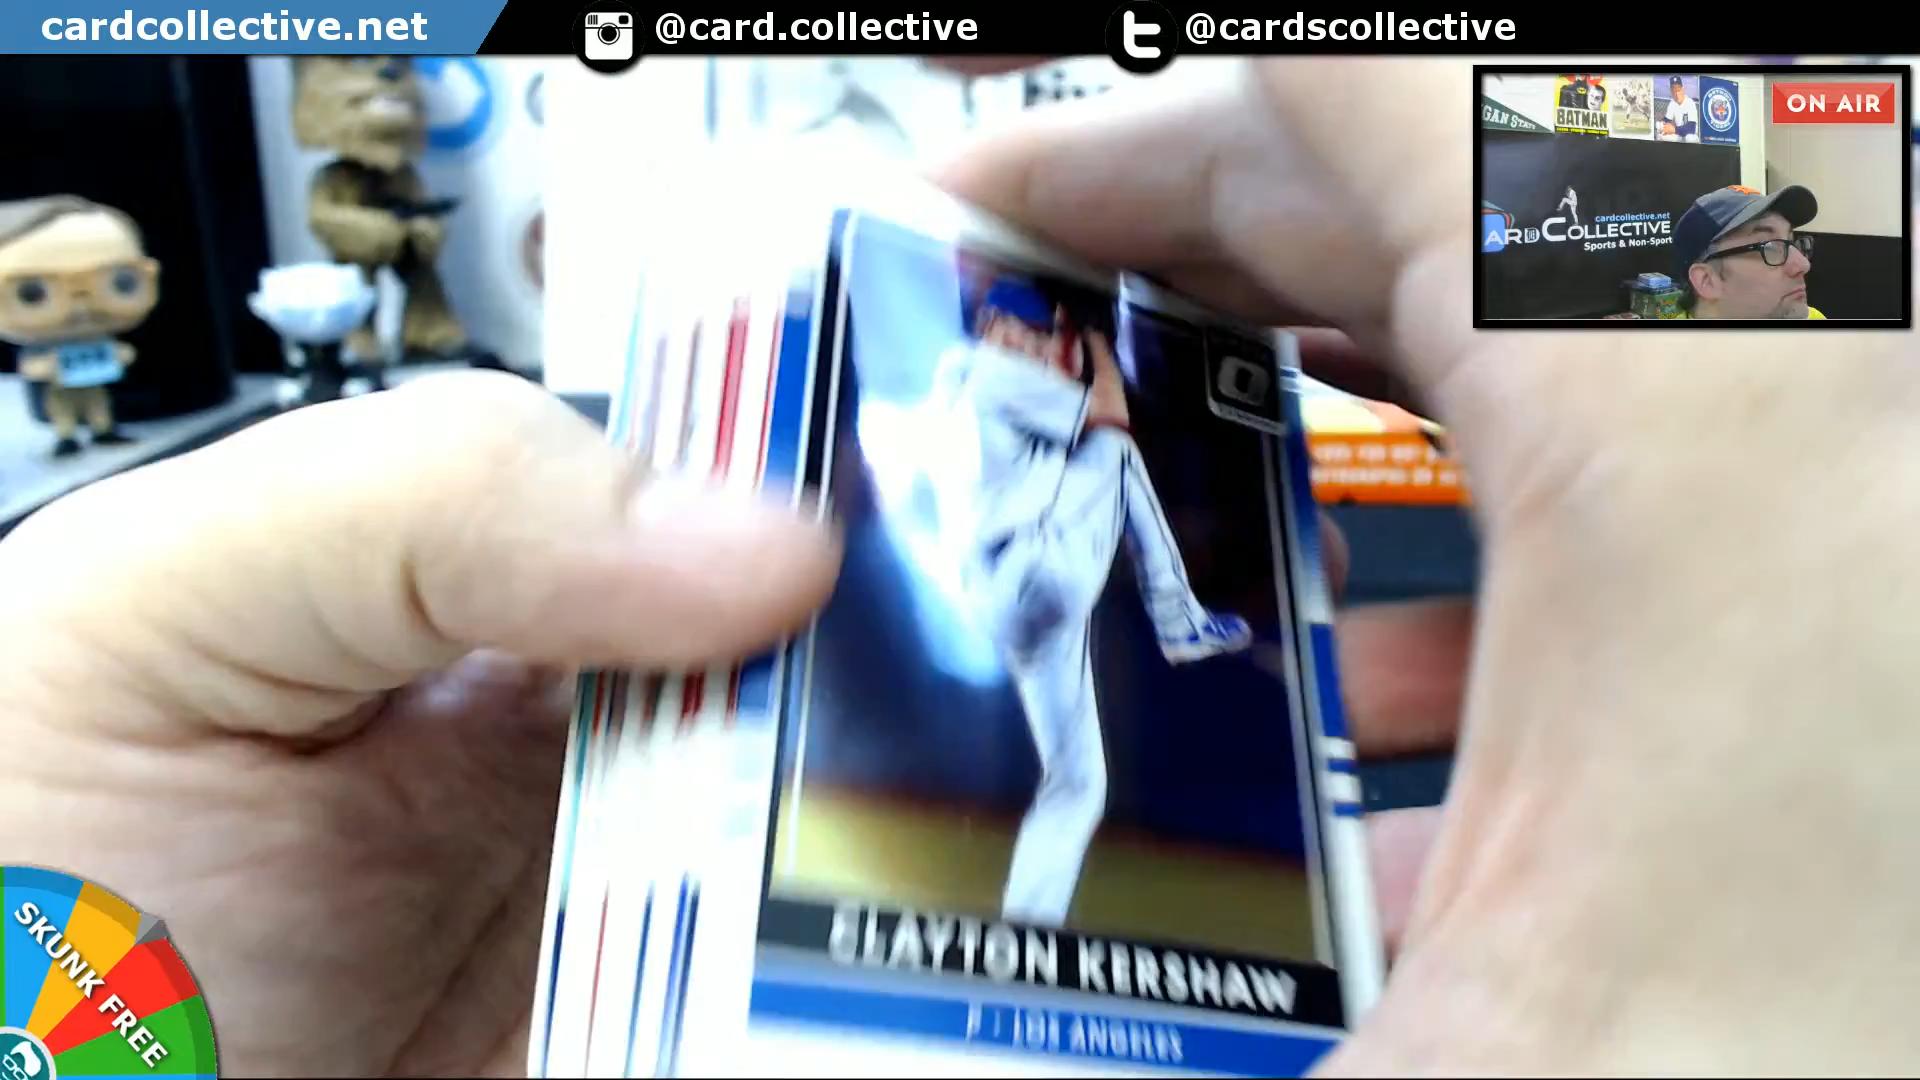 cardcollective.net
@card.collective
@cardscollective
ON AIR
GAN STATE
BATMAN
cardcollective.net
ARD COLLECTIVE
Sports & Non-Sport
CLAYTON KERSHAW
LOS ANGELES
SKUNK FREE